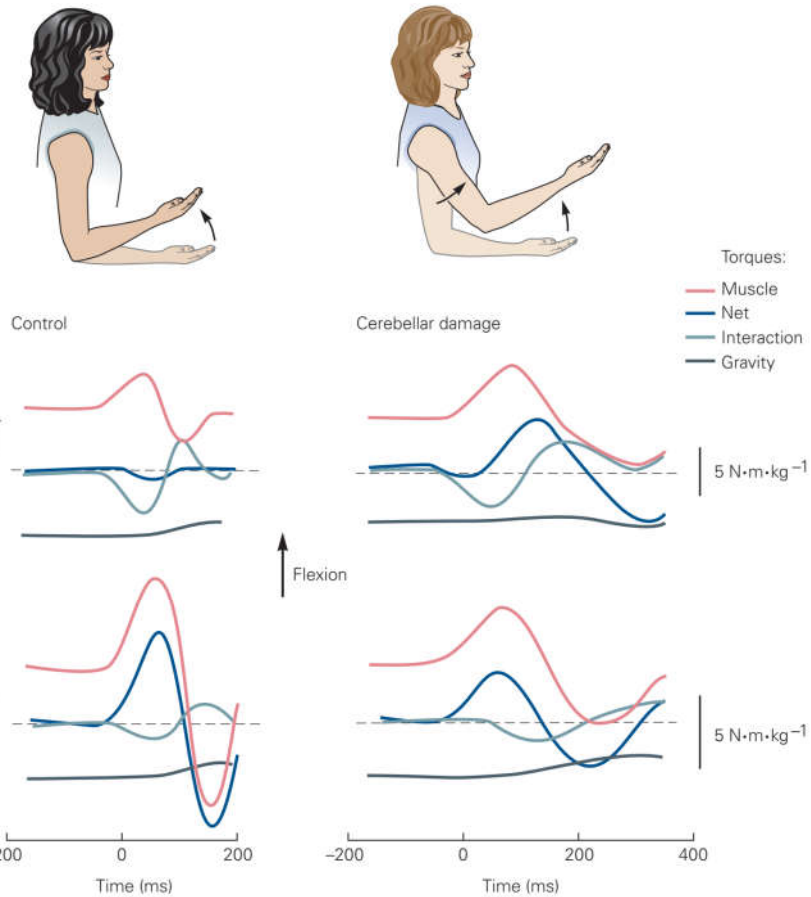 Torques:
Muscle
Net
Interaction
Gravity
Control
Cerebellar damage
5 N•m•kg⁻¹
Flexion
5 N•m•kg⁻¹
200
0
200
−200
0
200
400
Time (ms)
Time (ms)